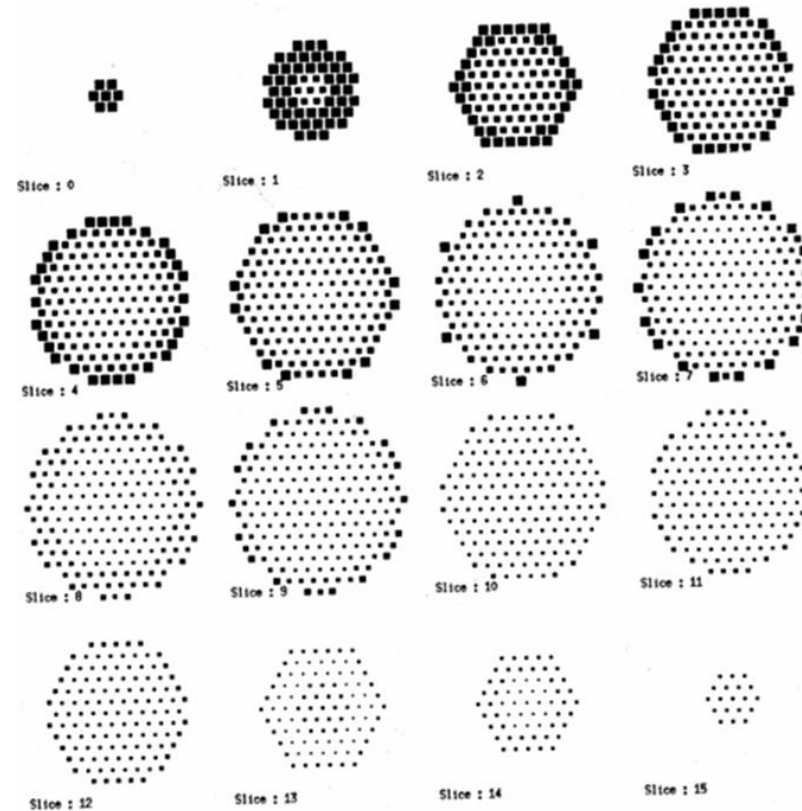 Slice : 0
Slice : 1
Slice : 2
Slice : 3
Slice : 4
Slice : 5
Slice : 6
Slice : 7
Slice : 8
Slice : 9
Slice : 10
Slice : 11
Slice : 12
Slice : 13
Slice : 14
Slice : 15